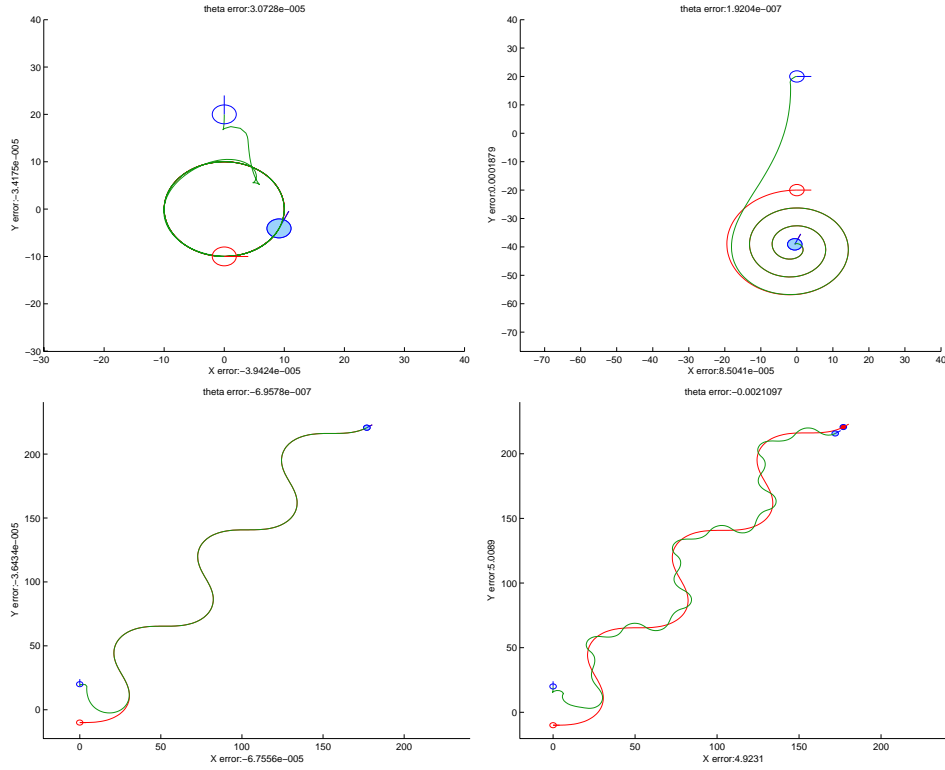 theta error:3.0728e−005
Y error:−3.4175e−005
40
30
20
10
0
−10
−20
−30
−30 −20 −10 0 10 20 30 40
X error:−3.9424e−005
theta error:1.9204e−007
Y error:0.0001879
40
30
20
10
0
−10
−20
−30
−40
−50
−60
−70
−70 −60 −50 −40 −30 −20 −10 0 10 20 30 40
X error:8.5041e−005
theta error:−6.9578e−007
Y error:−3.6434e−005
200
150
100
50
0
0 50 100 150 200
X error:−6.7556e−005
theta error:−0.0021097
Y error:5.0089
200
150
100
50
0
0 50 100 150 200
X error:4.9231